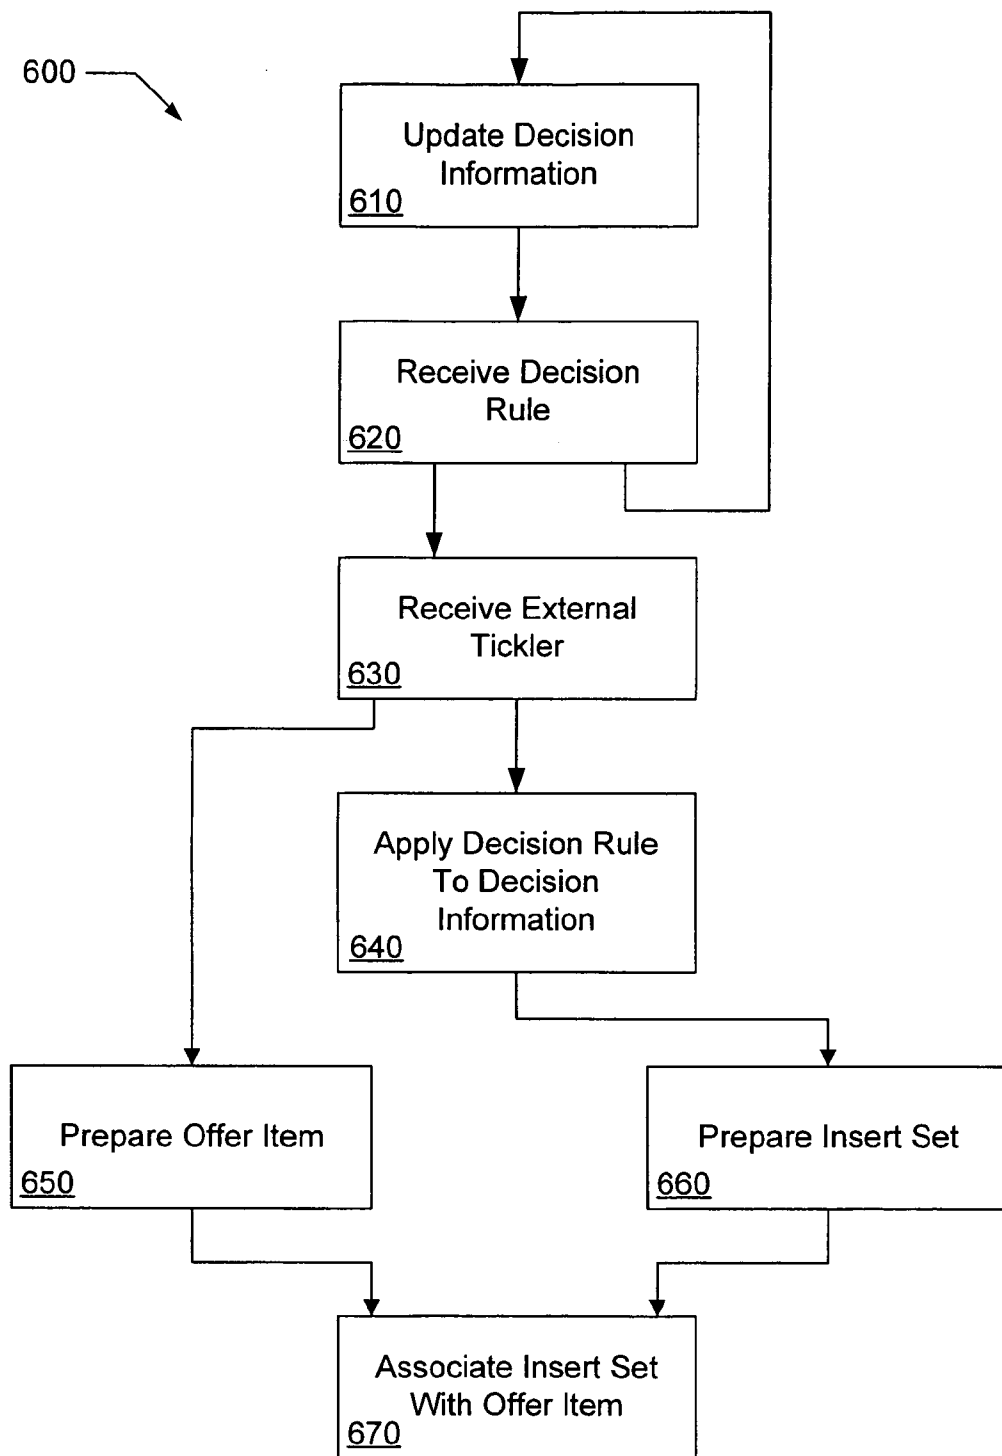 600
Update Decision
Information
610
Receive Decision
Rule
620
Receive External
Tickler
630
Apply Decision Rule
To Decision
Information
640
Prepare Offer Item
650
Prepare Insert Set
660
Associate Insert Set
With Offer Item
670